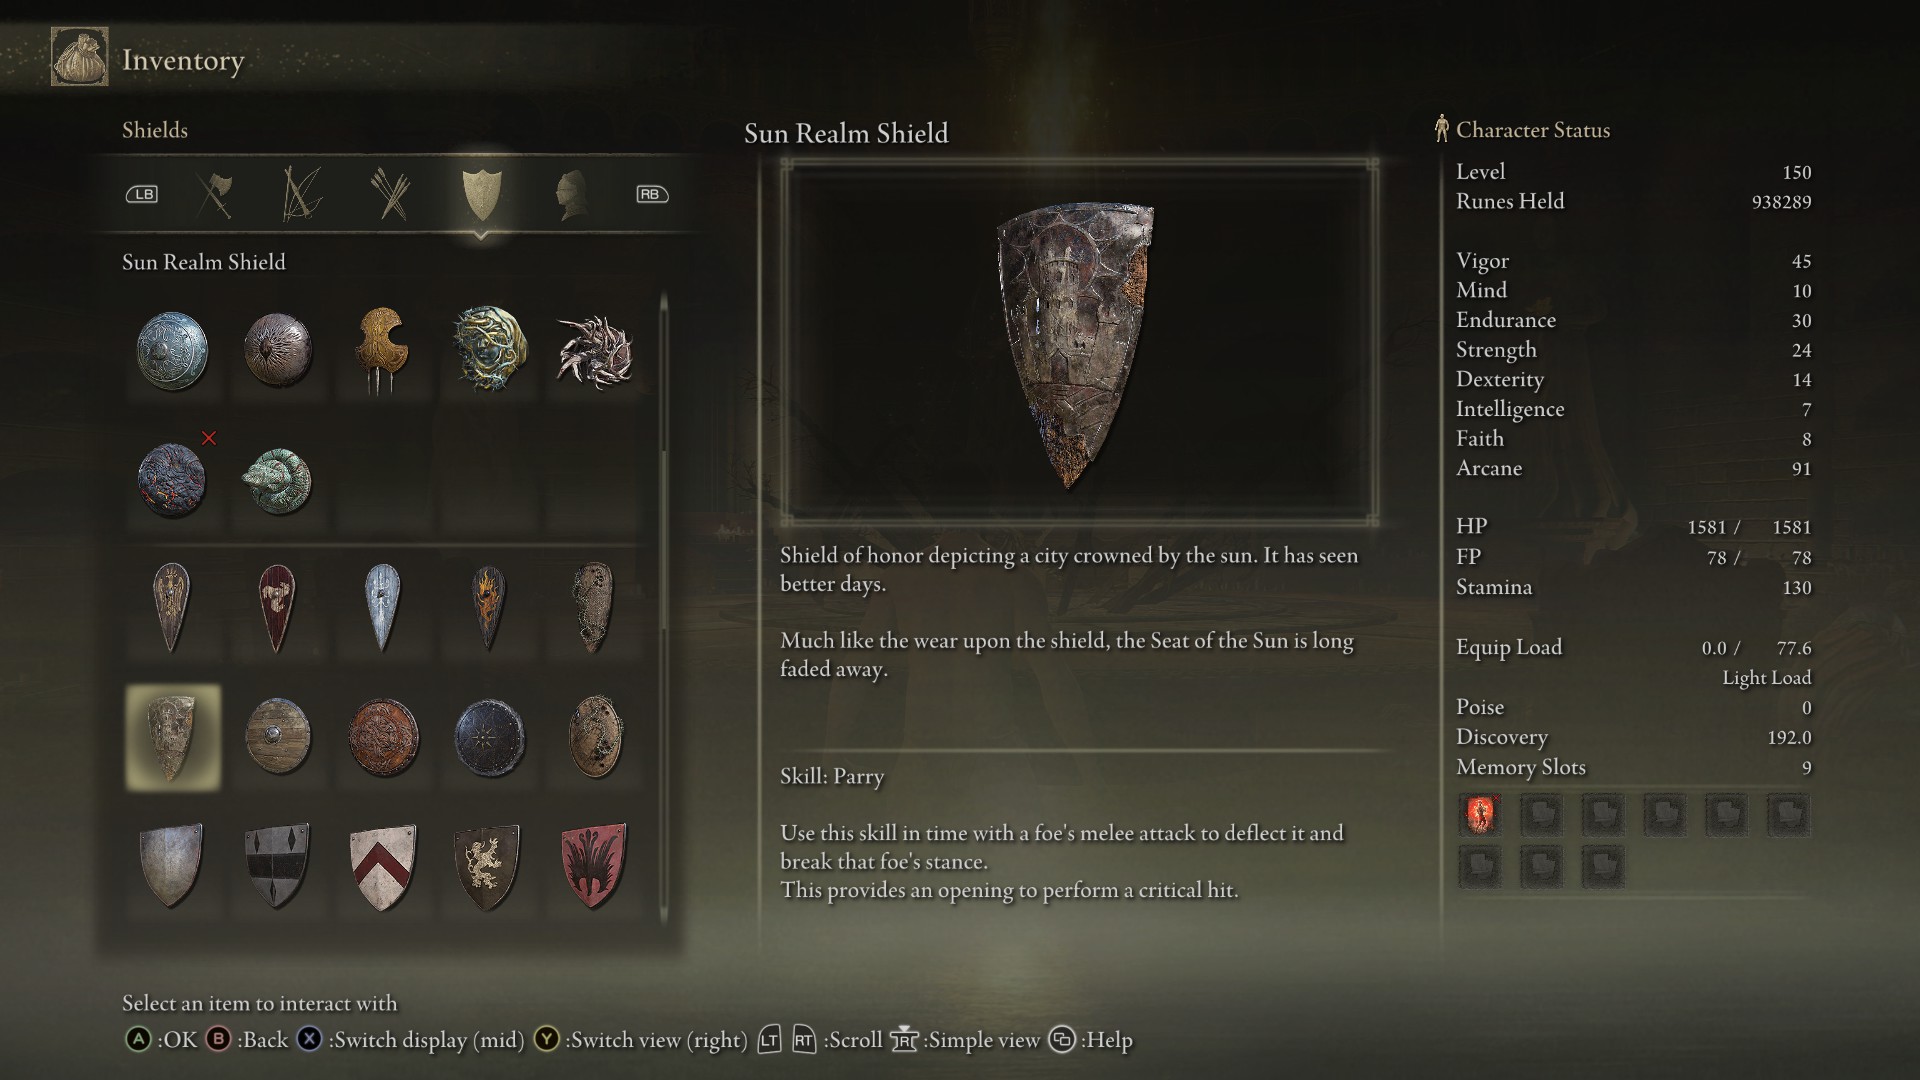 Inventory
Shields
LB
RB
Sun Realm Shield
Sun Realm Shield
Shield of honor depicting a city crowned by the sun. It has seen
better days.
Much like the wear upon the shield, the Seat of the Sun is long
faded away.
Skill: Parry
Use this skill in time with a foe's melee attack to deflect it and
break that foe's stance.
This provides an opening to perform a critical hit.
Character Status
Level 150
Runes Held 938289
Vigor 45
Mind 10
Endurance 30
Strength 24
Dexterity 14
Intelligence 7
Faith 8
Arcane 91
HP 1581 / 1581
FP 78 / 78
Stamina 130
Equip Load 0.0 / 77.6
Light Load
Poise 0
Discovery 192.0
Memory Slots 9
Select an item to interact with
A :OK B :Back X :Switch display (mid) Y :Switch view (right) LT RT :Scroll R :Simple view :Help